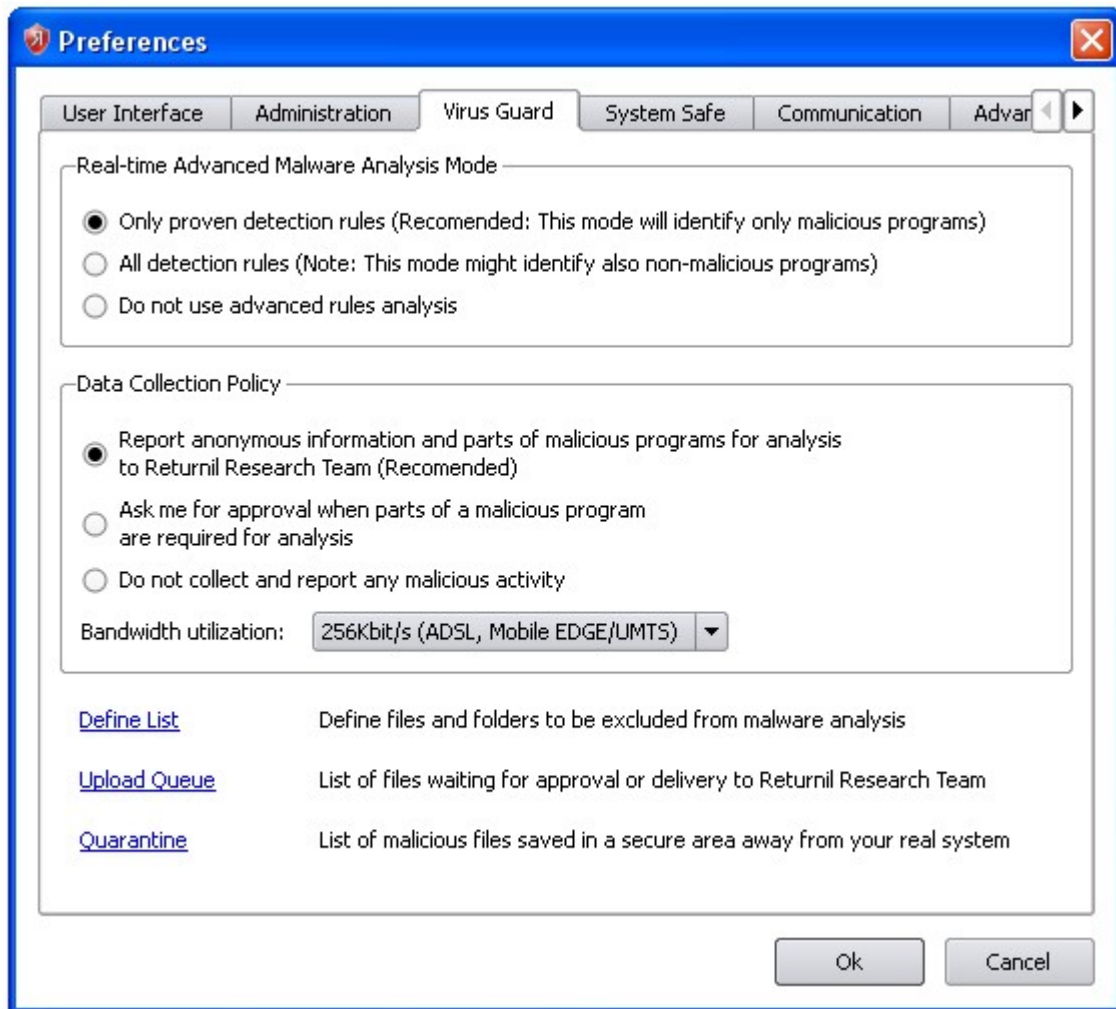 Preferences
User Interface
Administration
Virus Guard
System Safe
Communication
Advan
Real-time Advanced Malware Analysis Mode
Only proven detection rules (Recomended: This mode will identify only malicious programs)
All detection rules (Note: This mode might identify also non-malicious programs)
Do not use advanced rules analysis
Data Collection Policy
Report anonymous information and parts of malicious programs for analysis
to Returnil Research Team (Recomended)
Ask me for approval when parts of a malicious program
are required for analysis
Do not collect and report any malicious activity
Bandwidth utilization: 256Kbit/s (ADSL, Mobile EDGE/UMTS)
Define List Define files and folders to be excluded from malware analysis
Upload Queue List of files waiting for approval or delivery to Returnil Research Team
Quarantine List of malicious files saved in a secure area away from your real system
Ok
Cancel